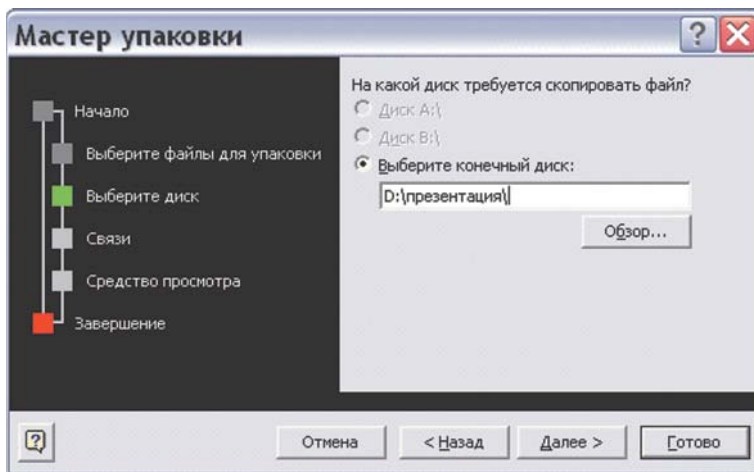 Мастер упаковки
?
Начало
Выберите файлы для упаковки
Выберите диск
Связи
Средство просмотра
Завершение
На какой диск требуется скопировать файл?
Диск A:\
Диск B:\
Выберите конечный диск:
D:\презентация\
Обзор...
?
Отмена
< Назад
Далее >
Готово